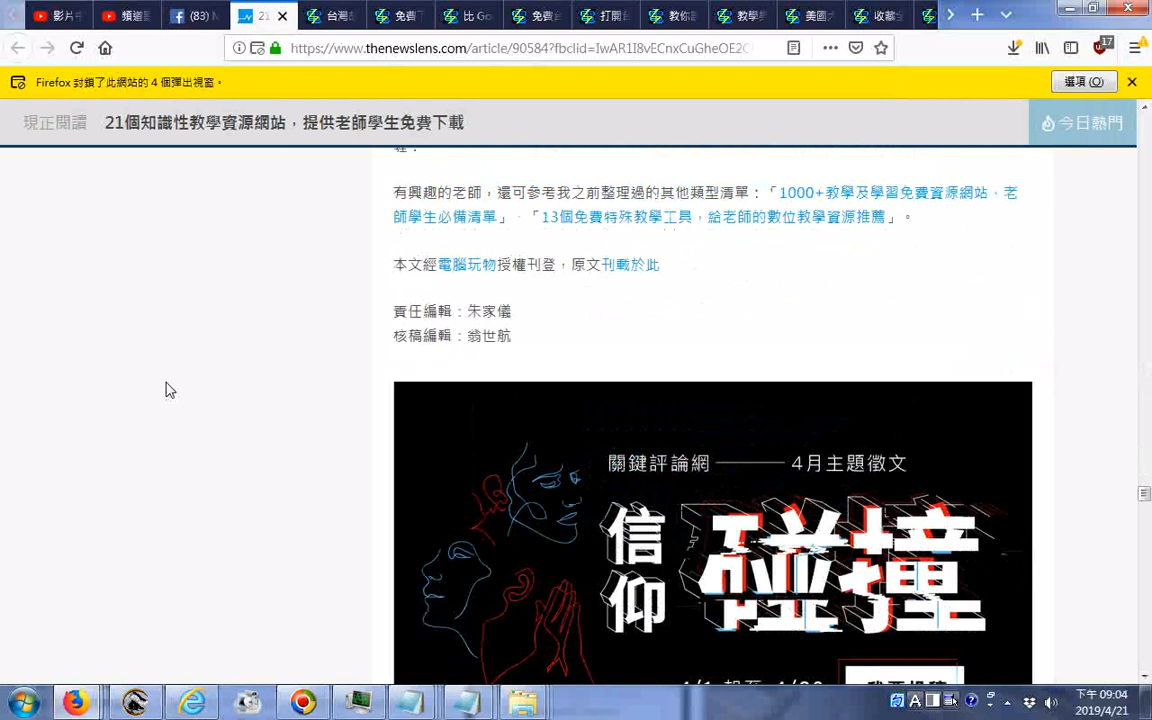 影片中
頻道
(83)
21
台灣
免費
比 Go
免費
打開
教你
教學
美國
收藏
https://www.thenewslens.com/article/90584?fbclid=IwAR1I8vECnxCuGheOE2C
17
Firefox 封鎖了此網站的 4 個彈出視窗。
選項(O)
現正閱讀 21個知識性教學資源網站，提供老師學生免費下載
今日熱門
有興趣的老師，還可參考我之前整理過的其他類型清單：「1000+教學及學習免費資源網站、老
師學生必備清單」、「13個免費特殊教學工具，給老師的數位教學資源推薦」。
本文經電腦玩物授權刊登，原文刊載於此
責任編輯：朱家儀
核稿編輯：翁世航
關鍵評論網
4月主題徵文
信仰
碰撞
下午 09:04
2019/4/21